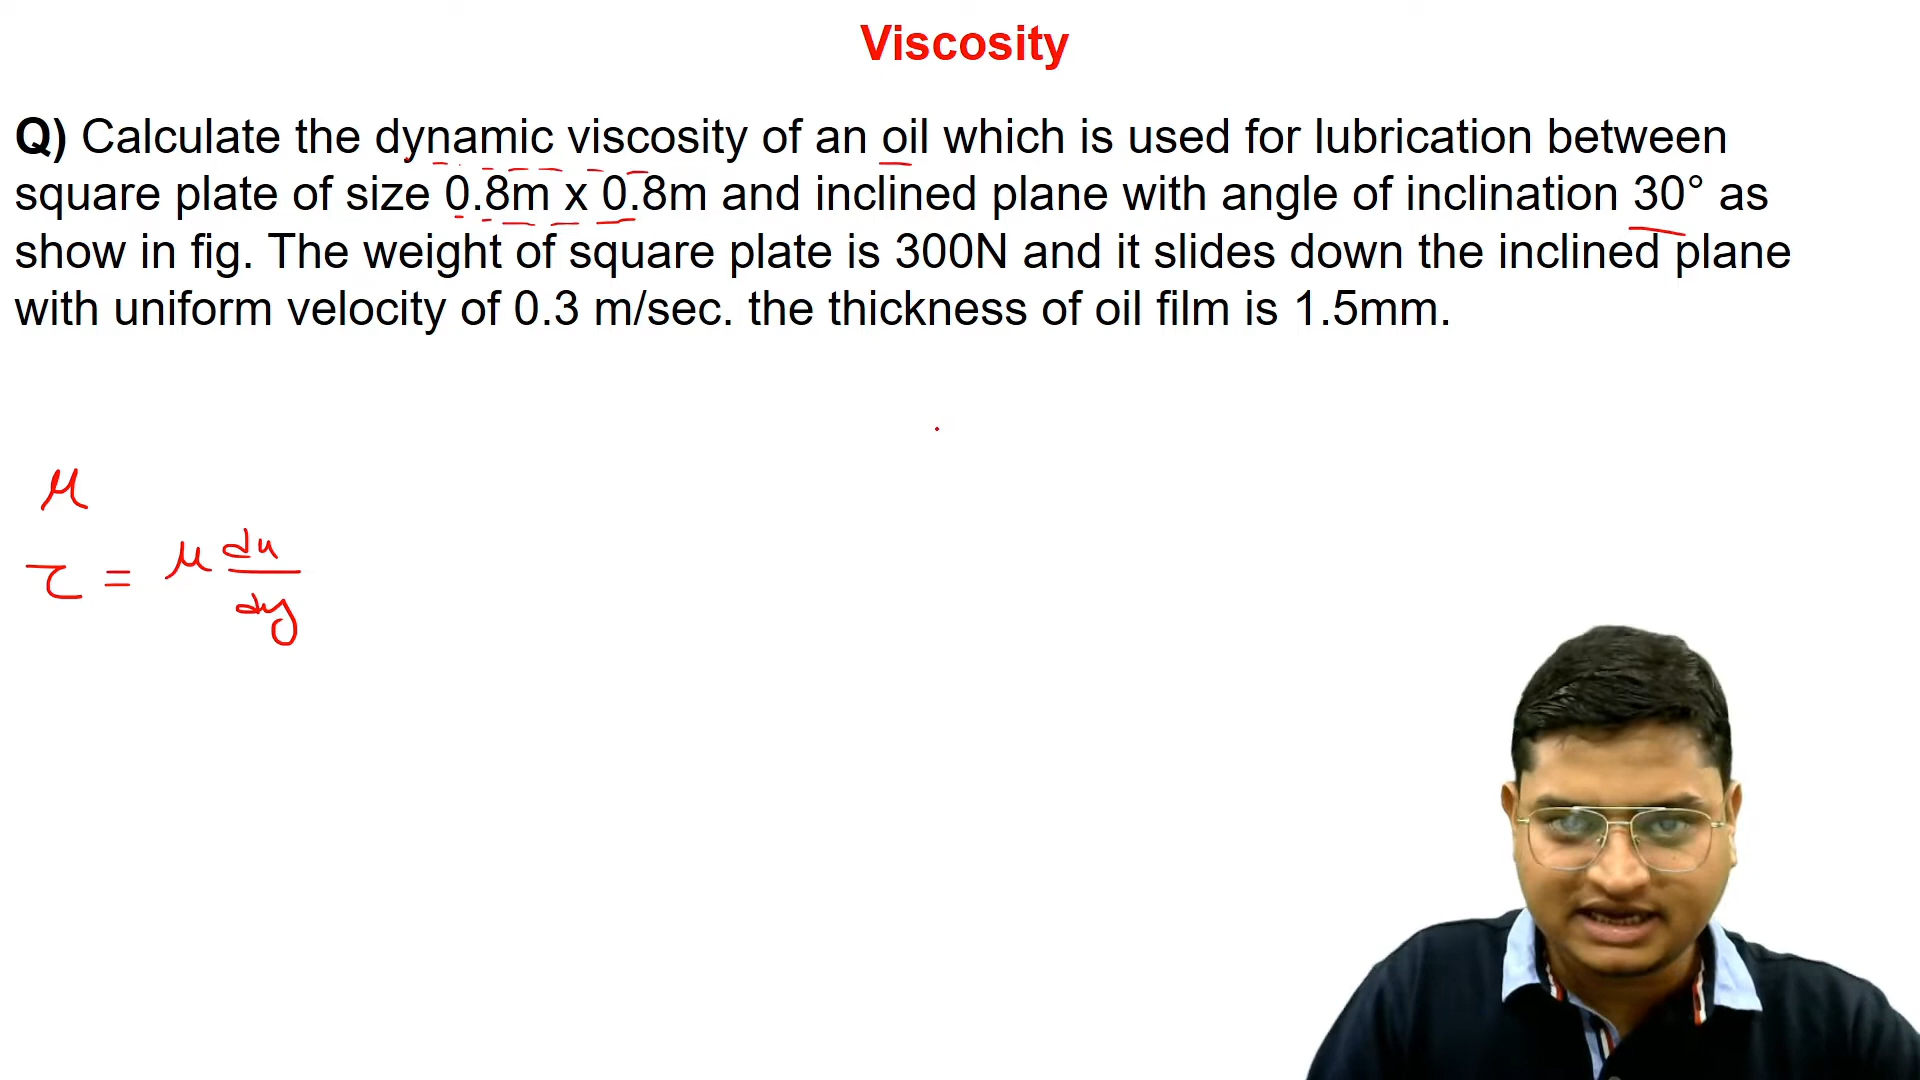 Viscosity
Q) Calculate the dynamic viscosity of an oil which is used for lubrication between
square plate of size 0.8m x 0.8m and inclined plane with angle of inclination 30° as
show in fig. The weight of square plate is 300N and it slides down the inclined plane
with uniform velocity of 0.3 m/sec. the thickness of oil film is 1.5mm.
μ
τ = μ du/dy